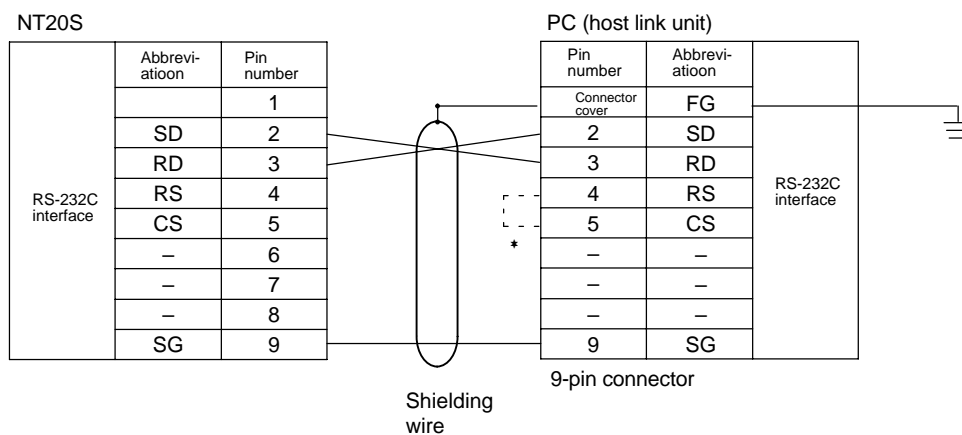 NT20S
PC (host link unit)
Abbrevi-
atioon
Pin
number
Pin
number
Abbrevi-
atioon
1
Connector
cover
FG
SD 2
2 SD
RD 3
3 RD
RS 4
4 RS
CS 5
5 CS
RS-232C
interface
RS-232C
interface
*
– 6
– –
– 7
– –
– 8
– –
SG 9
9 SG
9-pin connector
Shielding
wire